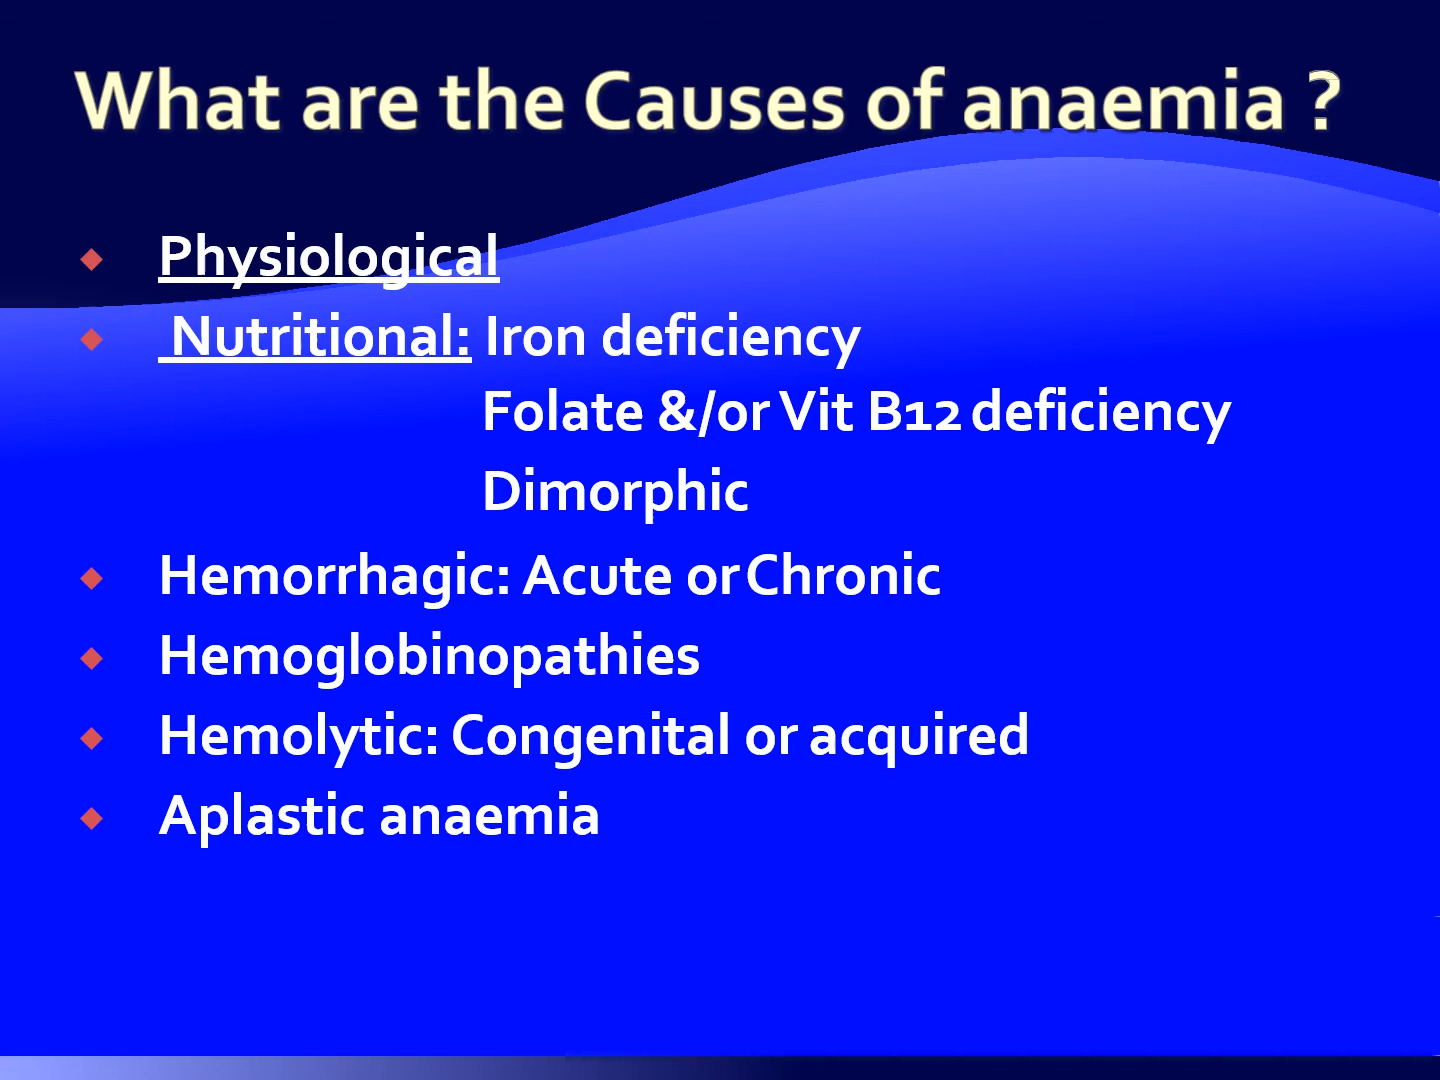 What are the Causes of anaemia ?
Physiological
Nutritional: Iron deficiency
Folate &/or Vit B12 deficiency
Dimorphic
Hemorrhagic: Acute or Chronic
Hemoglobinopathies
Hemolytic: Congenital or acquired
Aplastic anaemia